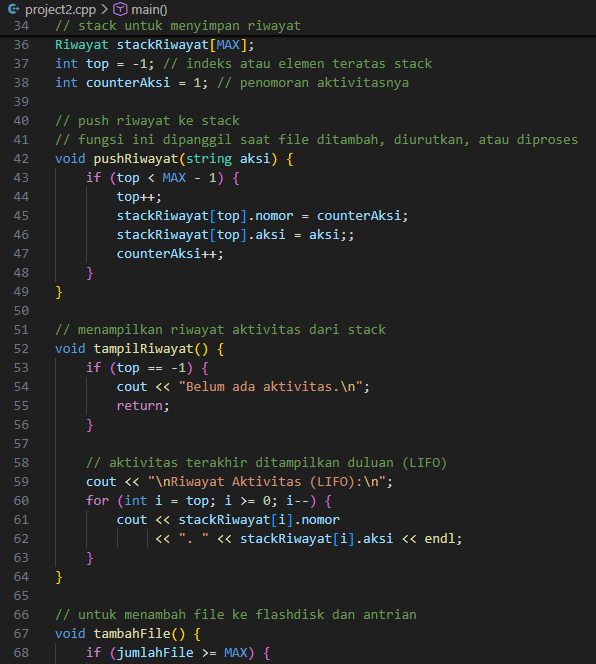 project2.cpp > main()
34 // stack untuk menyimpan riwayat
36 Riwayat stackRiwayat[MAX];
37 int top = -1; // indeks atau elemen teratas stack
38 int counterAksi = 1; // penomoran aktivitasnya
39
40 // push riwayat ke stack
41 // fungsi ini dipanggil saat file ditambah, diurutkan, atau diproses
42 void pushRiwayat(string aksi) {
43     if (top < MAX - 1) {
44         top++;
45         stackRiwayat[top].nomor = counterAksi;
46         stackRiwayat[top].aksi = aksi;;
47         counterAksi++;
48     }
49 }
50
51 // menampilkan riwayat aktivitas dari stack
52 void tampilRiwayat() {
53     if (top == -1) {
54         cout << "Belum ada aktivitas.\n";
55         return;
56     }
57
58     // aktivitas terakhir ditampilkan duluan (LIFO)
59     cout << "\nRiwayat Aktivitas (LIFO):\n";
60     for (int i = top; i >= 0; i--) {
61         cout << stackRiwayat[i].nomor
62              << ". " << stackRiwayat[i].aksi << endl;
63     }
64 }
65
66 // untuk menambah file ke flashdisk dan antrian
67 void tambahFile() {
68     if (jumlahFile >= MAX) {